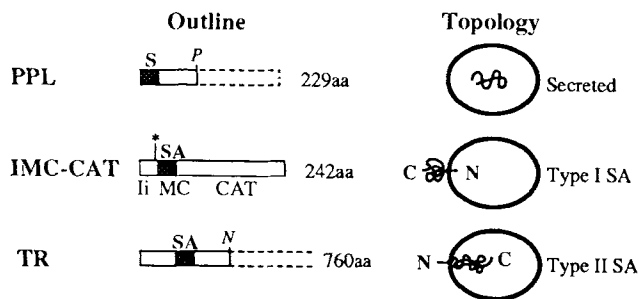 Outline Topology
S P
PPL 229aa Secreted
*
SA
IMC-CAT 242aa C N Type I SA
Ii MC CAT
SA N
TR 760aa N C Type II SA